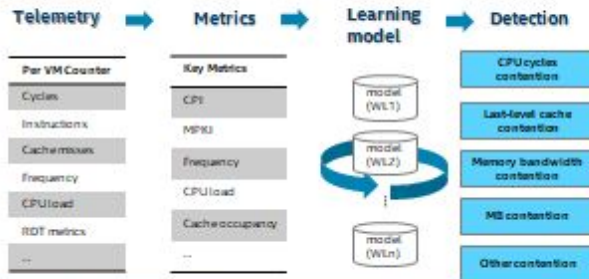 Telemetry
Metrics
Learning
model
Detection
Per VM Counter
Cycles
Instructions
Cache misses
Frequency
CPU load
RDT metrics
...
Key Metrics
CPI
MPKI
Frequency
CPU load
Cache occupancy
...
model
(WL1)
model
(WL2)
...
model
(WLn)
CPU cycles
contention
Last-level cache
contention
Memory bandwidth
contention
MB contention
Other contention